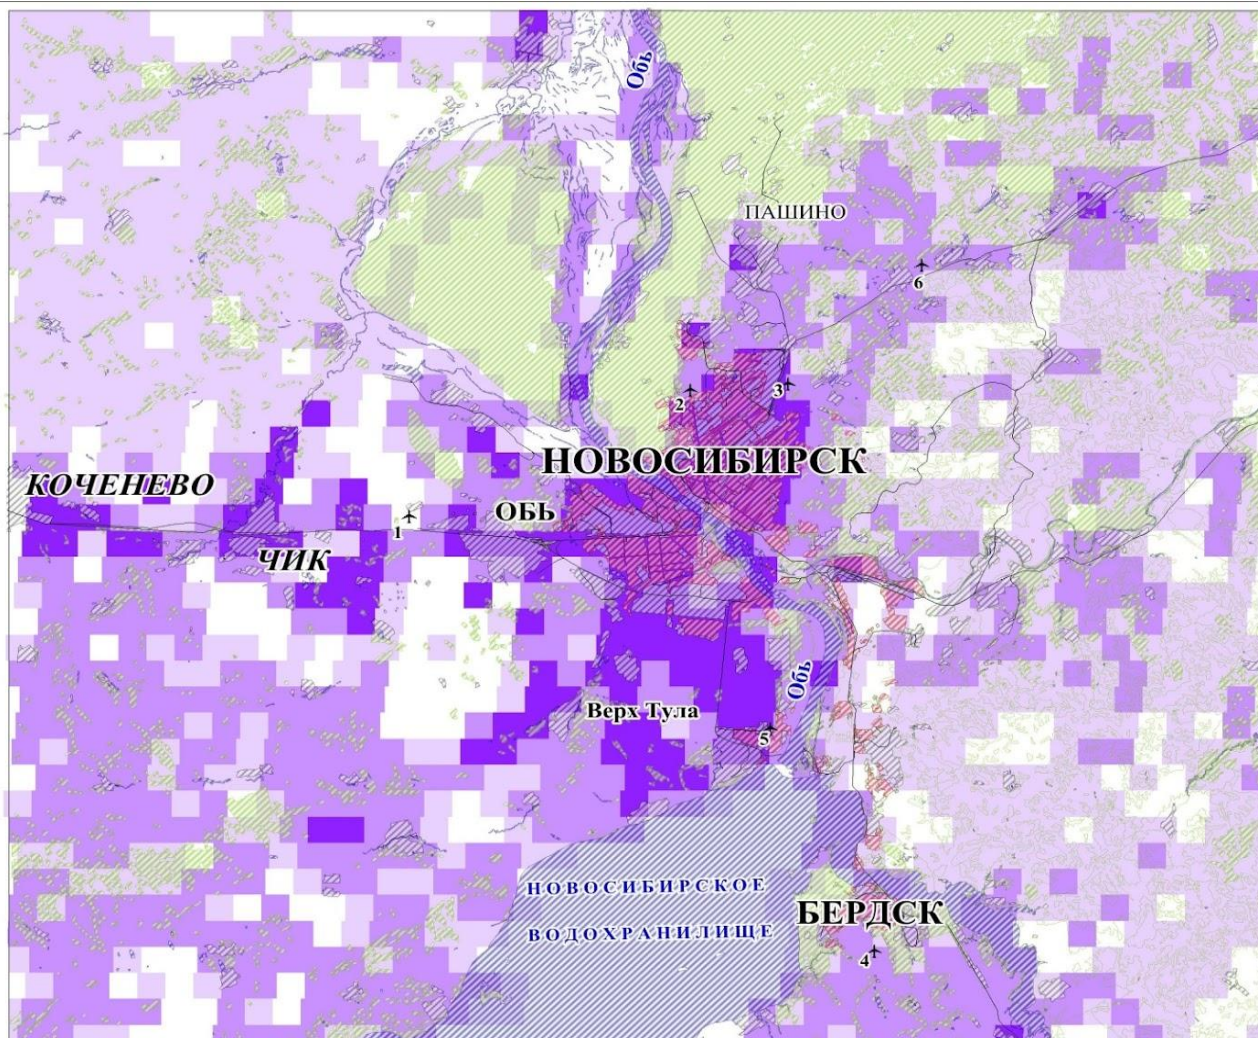 Обь
ПАШИНО
6
2
3
НОВОСИБИРСК
КОЧЕНЕВО
1
ОБЬ
ЧИК
Обь
Верх Тула
5
НОВОСИБИРСКОЕ
ВОДОХРАНИЛИЩЕ
БЕРДСК
4